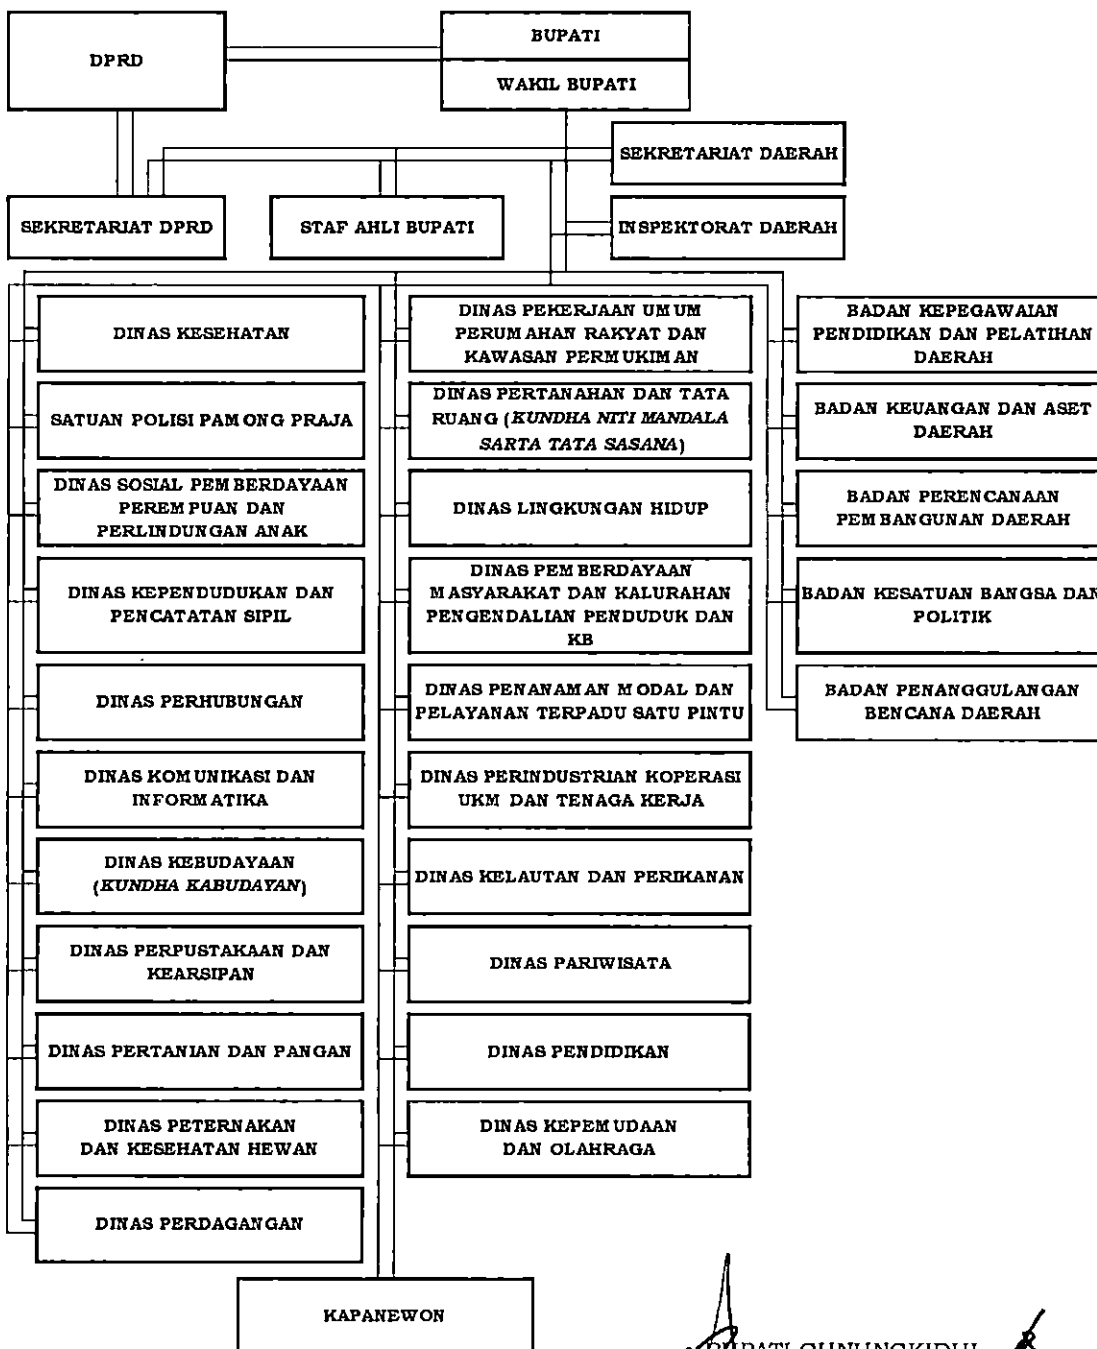 DPRD
BUPATI
WAKIL BUPATI
SEKRETARIAT DAERAH
SEKRETARIAT DPRD
STAF AHLI BUPATI
INSPEKTORAT DAERAH
DINAS KESEHATAN
SATUAN POLISI PAMONG PRAJA
DINAS SOSIAL PEMBERDAYAAN
PEREMPUAN DAN
PERLINDUNGAN ANAK
DINAS KEPENDUDUKAN DAN
PENCATATAN SIPIL
DINAS PERHUBUNGAN
DINAS KOMUNIKASI DAN
INFORMATIKA
DINAS KEBUDAYAAN
(KUNDHA KABUDAYAN)
DINAS PERPUSTAKAAN DAN
KEARSIPAN
DINAS PERTANIAN DAN PANGAN
DINAS PETERNAKAN
DAN KESEHATAN HEWAN
DINAS PERDAGANGAN
DINAS PEKERJAAN UMUM
PERUMAHAN RAKYAT DAN
KAWASAN PERMUKIMAN
DINAS PERTANAHAN DAN TATA
RUANG (KUNDHA NITI MANDALA
SARTA TATA SASANA)
DINAS LINGKUNGAN HIDUP
DINAS PEMBERDAYAAN
MASYARAKAT DAN KALURAHAN
PENGENDALIAN PENDUDUK DAN
KB
DINAS PENANAMAN MODAL DAN
PELAYANAN TERPADU SATU PINTU
DINAS PERINDUSTRIAN KOPERASI
UKM DAN TENAGA KERJA
DINAS KELAUTAN DAN PERIKANAN
DINAS PARIWISATA
DINAS PENDIDIKAN
DINAS KEPEMUDAAN
DAN OLAHRAGA
BADAN KEPEGAWAIAN
PENDIDIKAN DAN PELATIHAN
DAERAH
BADAN KEUANGAN DAN ASET
DAERAH
BADAN PERENCANAAN
PEMBANGUNAN DAERAH
BADAN KESATUAN BANGSA DAN
POLITIK
BADAN PENANGGULANGAN
BENCANA DAERAH
KAPANEWON
BUPATI GUNUNGKIDUL